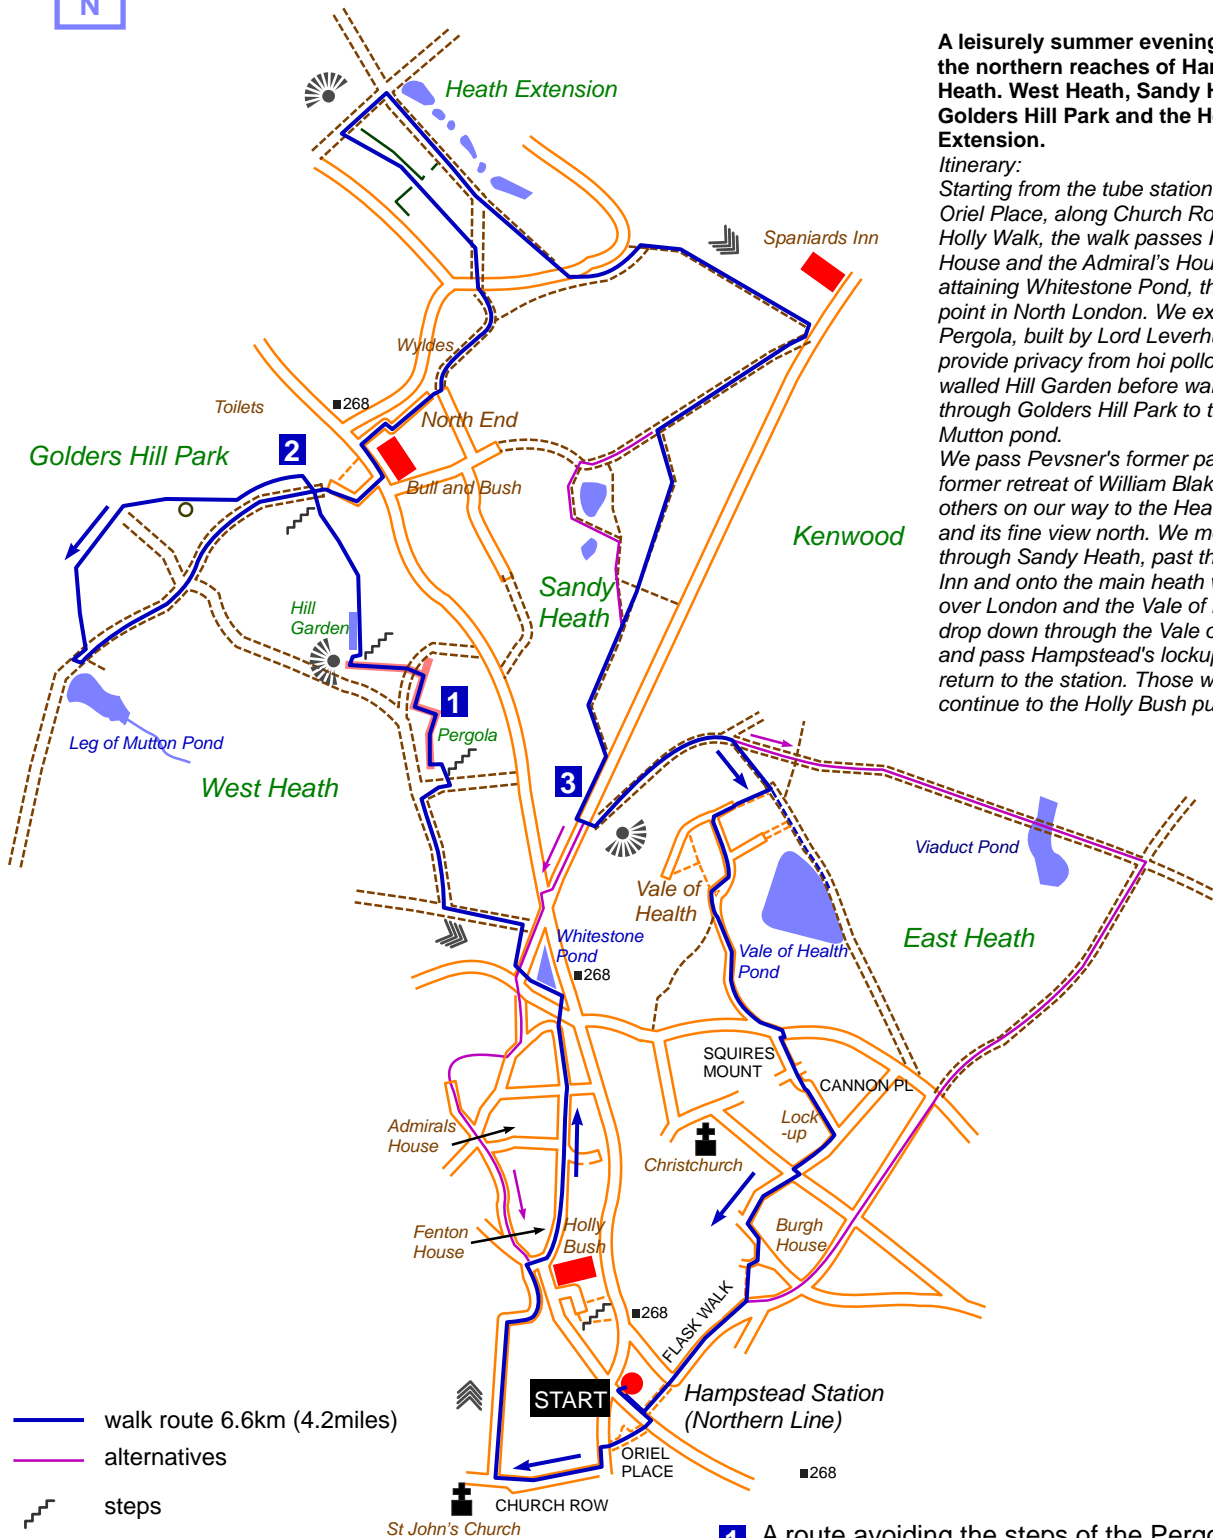 N
A leisurely summer evening
the northern reaches of Ham
Heath. West Heath, Sandy H
Golders Hill Park and the He
Extension.
Itinerary:
Starting from the tube station
Oriel Place, along Church Ro
Holly Walk, the walk passes
House and the Admiral's Hou
attaining Whitestone Pond, th
point in North London. We ex
Pergola, built by Lord Leverh
provide privacy from hoi pollo
walled Hill Garden before wa
through Golders Hill Park to t
Mutton pond.
We pass Pevsner's former pa
former retreat of William Blak
others on our way to the Hea
and its fine view north. We m
through Sandy Heath, past th
Inn and onto the main heath
over London and the Vale of
drop down through the Vale o
and pass Hampstead's lockup
return to the station. Those w
continue to the Holly Bush pu
Heath Extension
Spaniards Inn
Wyldes
Toilets
268
North End
2
Golders Hill Park
Bull and Bush
Kenwood
Sandy
Heath
Hill
Garden
1
Pergola
Leg of Mutton Pond
West Heath
3
Viaduct Pond
Vale of
Health
Whitestone
Pond
268
Vale of Health
Pond
East Heath
SQUIRES
MOUNT
CANNON PL
Lock
-up
Admirals
House
Christchurch
Fenton
House
Holly
Bush
Burgh
House
268
FLASK WALK
START
Hampstead Station
(Northern Line)
walk route 6.6km (4.2miles)
alternatives
steps
ORIEL
PLACE
268
CHURCH ROW
St John's Church
1 A route avoiding the steps of the Pergo